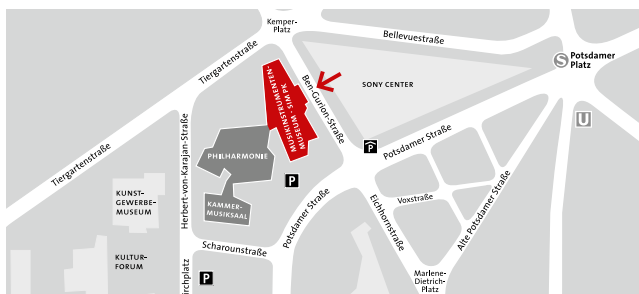 Kemper-
Platz
Bellevuestraße
Tiergartenstraße
S
Potsdamer
Platz
MUSIKINSTRUMENTEN-
MUSEUM - SIM PK
Ben-Gurion-Straße
SONY CENTER
U
Herbert-von-Karajan-Straße
P
Potsdamer Straße
PHILHARMONIE
Tiergartenstraße
P
KUNST-
GEWERBE-
MUSEUM
KAMMER-
MUSIKSAAL
Potsdamer Straße
Eichhornstraße
Voxstraße
Alte Potsdamer Straße
Scharounstraße
KULTUR-
FORUM
irchplatz
P
Marlene-
Dietrich-
Platz